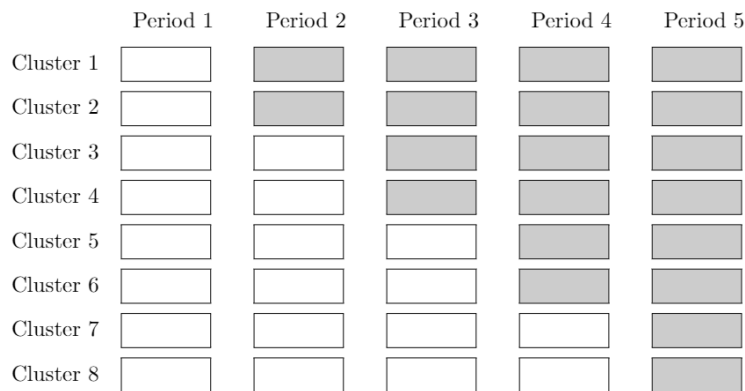 Period 1 Period 2 Period 3 Period 4 Period 5
Cluster 1
Cluster 2
Cluster 3
Cluster 4
Cluster 5
Cluster 6
Cluster 7
Cluster 8